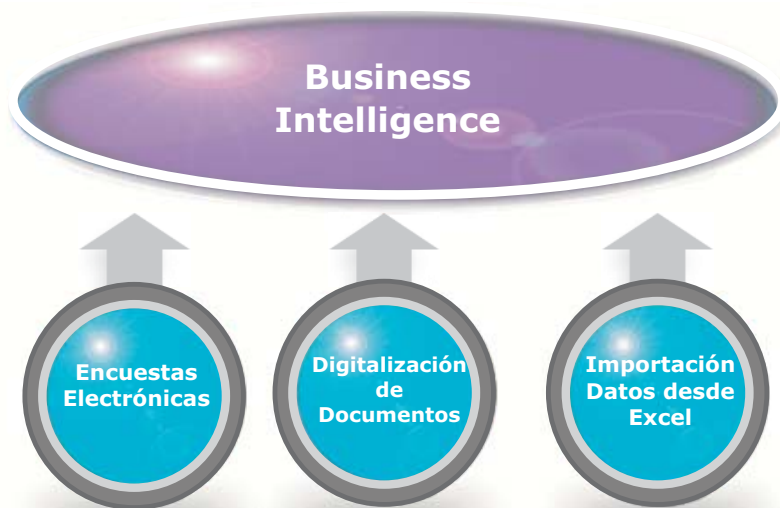 Business
Intelligence
Encuestas
Electrónicas
Digitalización
de
Documentos
Importación
Datos desde
Excel